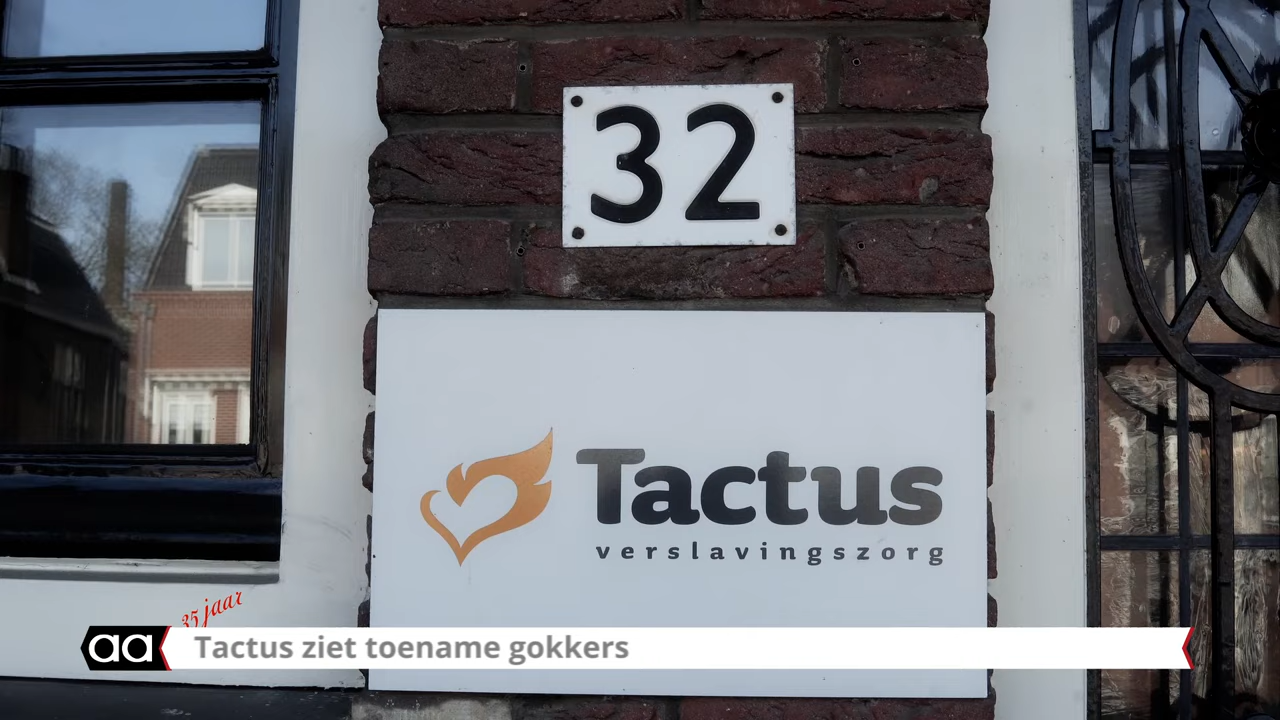 32
Tactus
verslavingszorg
35 jaar
aa
Tactus ziet toename gokkers